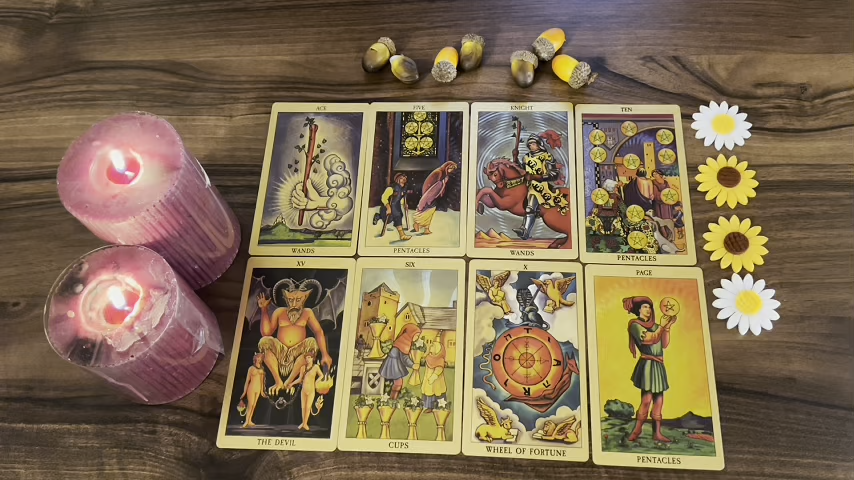 ACE
WANDS
FIVE
PENTACLES
KNIGHT
WANDS
TEN
PENTACLES
XV
THE DEVIL
SIX
CUPS
X
WHEEL OF FORTUNE
PAGE
PENTACLES